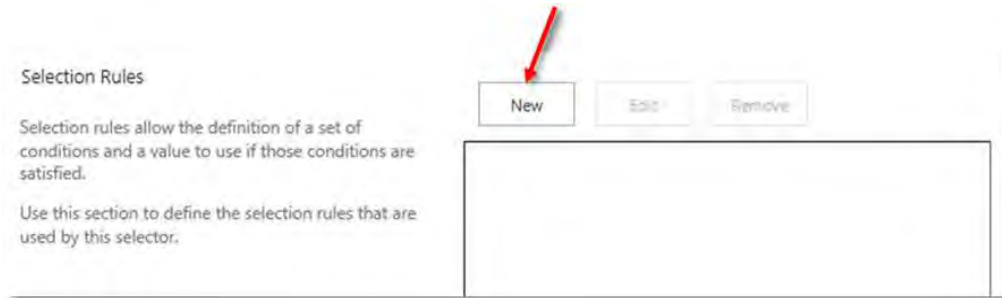 Selection Rules
New
Edit
Remove
Selection rules allow the definition of a set of
conditions and a value to use if those conditions are
satisfied.
Use this section to define the selection rules that are
used by this selector.